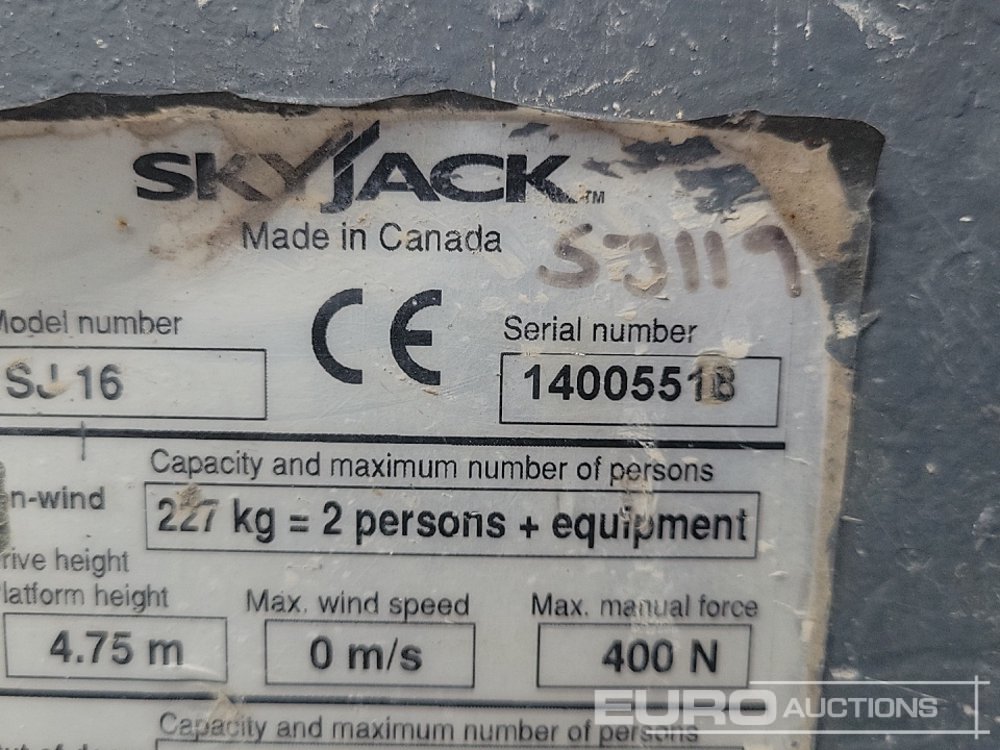 SKYJACK™
Made in Canada
SJ119
Model number
SJ 16
Serial number
14005518
Capacity and maximum number of persons
227 kg = 2 persons + equipment
n-wind
rive height
latform height
4.75 m
Max. wind speed
0 m/s
Max. manual force
400 N
Capacity and maximum number of persons
EURO AUCTIONS